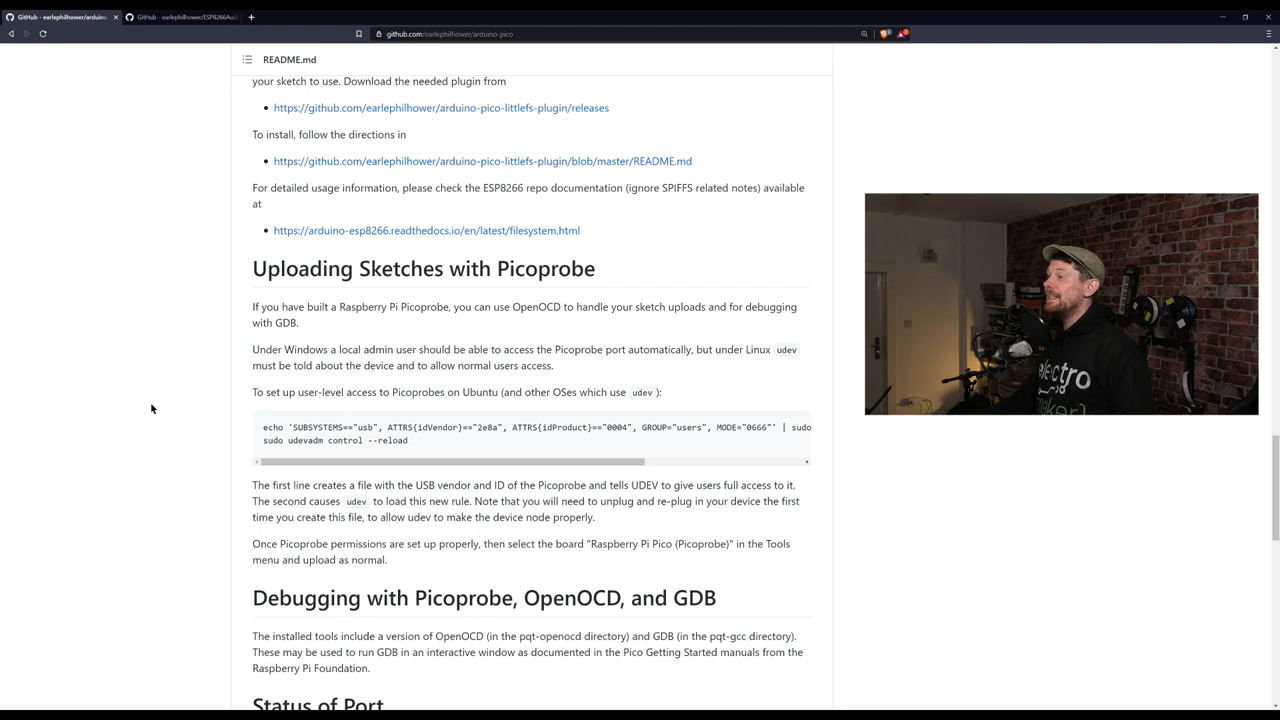 GitHub - earlephilhower/arduino
GitHub - earlephilhower/ESP8266Aud
github.com/earlephilhower/arduino-pico
README.md
your sketch to use. Download the needed plugin from
https://github.com/earlephilhower/arduino-pico-littlefs-plugin/releases
To install, follow the directions in
https://github.com/earlephilhower/arduino-pico-littlefs-plugin/blob/master/README.md
For detailed usage information, please check the ESP8266 repo documentation (ignore SPIFFS related notes) available
at
https://arduino-esp8266.readthedocs.io/en/latest/filesystem.html
Uploading Sketches with Picoprobe
If you have built a Raspberry Pi Picoprobe, you can use OpenOCD to handle your sketch uploads and for debugging
with GDB.
Under Windows a local admin user should be able to access the Picoprobe port automatically, but under Linux udev
must be told about the device and to allow normal users access.
To set up user-level access to Picoprobes on Ubuntu (and other OSes which use udev ):
echo 'SUBSYSTEMS=="usb", ATTRS{idVendor}=="2e8a", ATTRS{idProduct}=="0004", GROUP="users", MODE="0666"' | sudo
sudo udevadm control --reload
The first line creates a file with the USB vendor and ID of the Picoprobe and tells UDEV to give users full access to it.
The second causes udev to load this new rule. Note that you will need to unplug and re-plug in your device the first
time you create this file, to allow udev to make the device node properly.
Once Picoprobe permissions are set up properly, then select the board "Raspberry Pi Pico (Picoprobe)" in the Tools
menu and upload as normal.
Debugging with Picoprobe, OpenOCD, and GDB
The installed tools include a version of OpenOCD (in the pqt-openocd directory) and GDB (in the pqt-gcc directory).
These may be used to run GDB in an interactive window as documented in the Pico Getting Started manuals from the
Raspberry Pi Foundation.
Status of Port